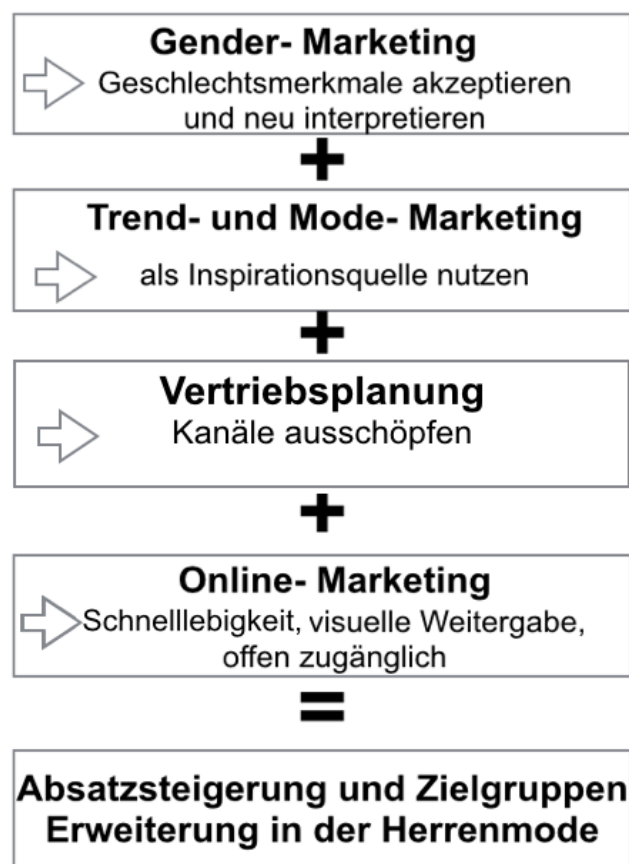 Gender- Marketing
Geschlechtsmerkmale akzeptieren
und neu interpretieren
+
Trend- und Mode- Marketing
als Inspirationsquelle nutzen
+
Vertriebsplanung
Kanäle ausschöpfen
+
Online- Marketing
Schnelllebigkeit, visuelle Weitergabe,
offen zugänglich
=
Absatzsteigerung und Zielgruppen
Erweiterung in der Herrenmode